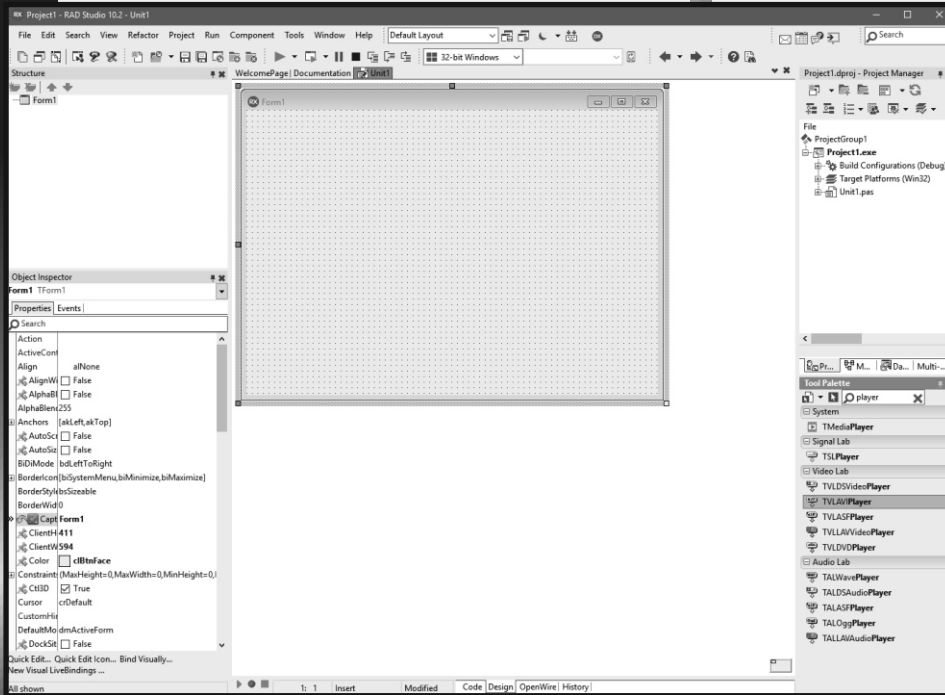 Project1 - RAD Studio 10.2 - Unit1
File Edit Search View Refactor Project Run Component Tools Window Help
Default Layout
Search
32-bit Windows
Structure
Form1
WelcomePage Documentation Unit1
Form1
Object Inspector
Form1 TForm1
Properties Events
Search
Action
ActiveCont
Align alNone
AlignWi False
AlphaBl False
AlphaBlen 255
Anchors [akLeft,akTop]
AutoScr False
AutoSiz False
BiDiMode bdLeftToRight
BorderIcon [biSystemMenu,biMinimize,biMaximize]
BorderStyle bsSizeable
BorderWid 0
Capt Form1
ClientH 411
ClientW 594
Color clBtnFace
Constraint (MaxHeight=0,MaxWidth=0,MinHeight=0,
Ctl3D True
Cursor crDefault
CustomHi
DefaultMo dmActiveForm
DockSit False
Quick Edit... Quick Edit Icon... Bind Visually...
New Visual LiveBindings ...
All shown
1: 1 Insert Modified Code Design OpenWire History
Project1.dproj - Project Manager
File
ProjectGroup1
Project1.exe
Build Configurations (Debug)
Target Platforms (Win32)
Unit1.pas
Pr... M... Da... Multi-...
Tool Palette
player
System
TMediaPlayer
Signal Lab
TSLPlayer
Video Lab
TVLDSVideoPlayer
TVLAVIPlayer
TVLASFPlayer
TVLLAVVideoPlayer
TVLDVDPlayer
Audio Lab
TALWavePlayer
TALDSAudioPlayer
TALASFPlayer
TALOggPlayer
TALLAVAudioPlayer